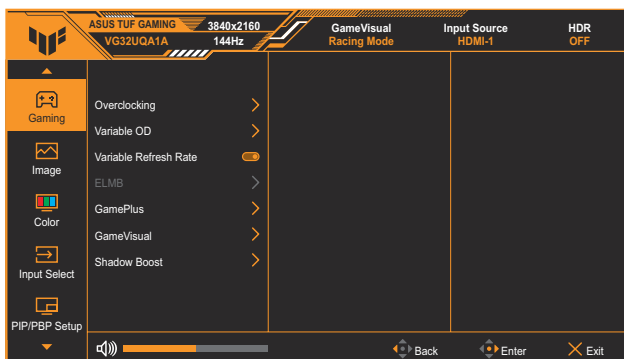 ASUS TUF GAMING 3840x2160 GameVisual Input Source HDR
VG32UQA1A 144Hz Racing Mode HDMI-1 OFF
Gaming
Image
Color
Input Select
PIP/PBP Setup
Overclocking
Variable OD
Variable Refresh Rate
ELMB
GamePlus
GameVisual
Shadow Boost
Back Enter Exit